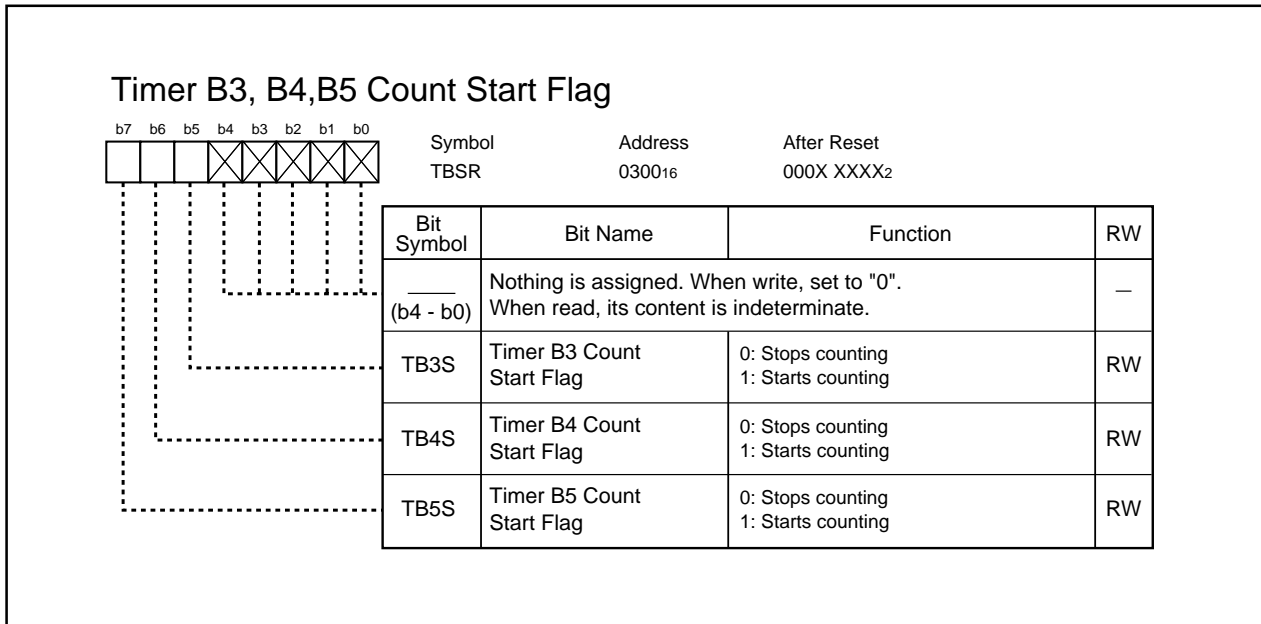 Timer B3, B4,B5 Count Start Flag
b7 b6 b5 b4 b3 b2 b1 b0
Symbol Address After Reset
TBSR 030016 000X XXXX2
Bit Symbol Bit Name Function RW
____ (b4 - b0) Nothing is assigned. When write, set to "0".
When read, its content is indeterminate. —
TB3S Timer B3 Count
Start Flag 0: Stops counting
1: Starts counting RW
TB4S Timer B4 Count
Start Flag 0: Stops counting
1: Starts counting RW
TB5S Timer B5 Count
Start Flag 0: Stops counting
1: Starts counting RW